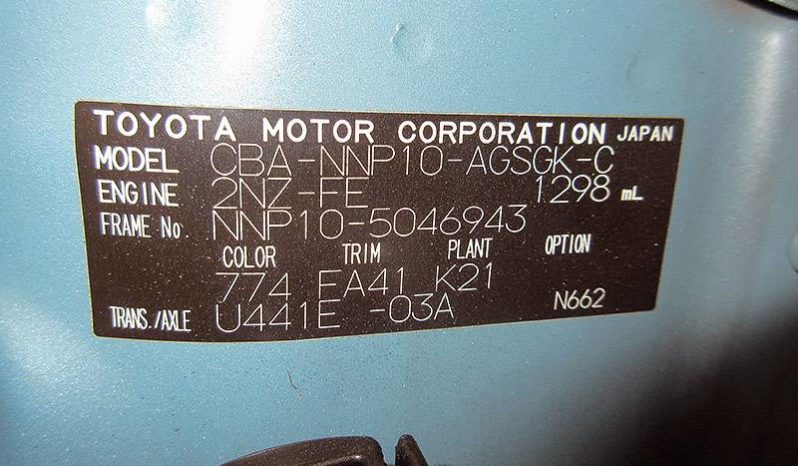 TOYOTA MOTOR CORPORATION JAPAN
MODEL CBA-NNP10-AGSGK-C
ENGINE 2NZ-FE 1298 mL
FRAME No NNP10-5046943
COLOR TRIM PLANT OPTION
774 FA41 K21
TRANS./AXLE U441E -03A N662